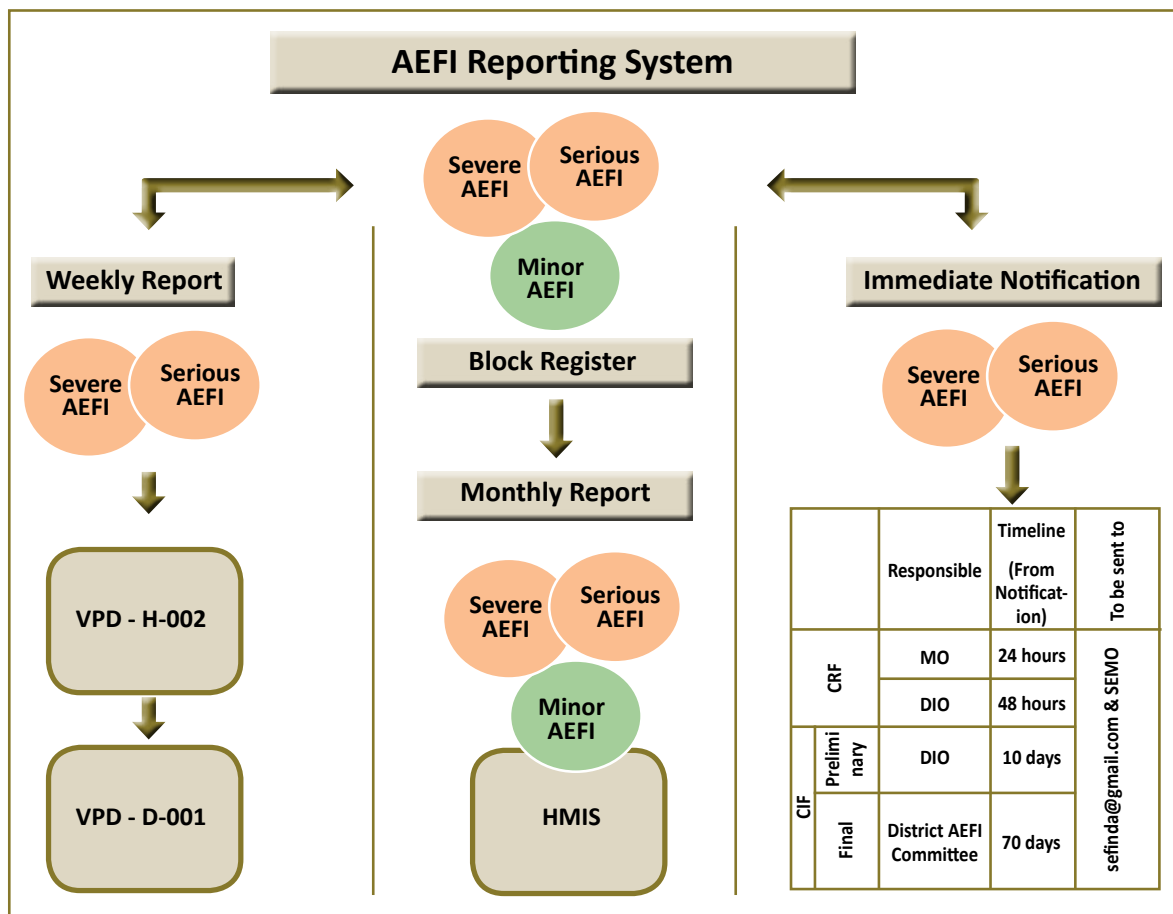 AEFI Reporting System
Severe
AEFI
Serious
AEFI
Minor
AEFI
Weekly Report
Severe
AEFI
Serious
AEFI
VPD - H-002
VPD - D-001
Block Register
Monthly Report
Severe
AEFI
Serious
AEFI
Minor
AEFI
HMIS
Immediate Notification
Severe
AEFI
Serious
AEFI
Responsible
Timeline
(From
Notificat-
ion)
To be sent to
CRF
MO
24 hours
DIO
48 hours
CIF
Prelimi
nary
DIO
10 days
Final
District AEFI
Committee
70 days
sefinda@gmail.com & SEMO